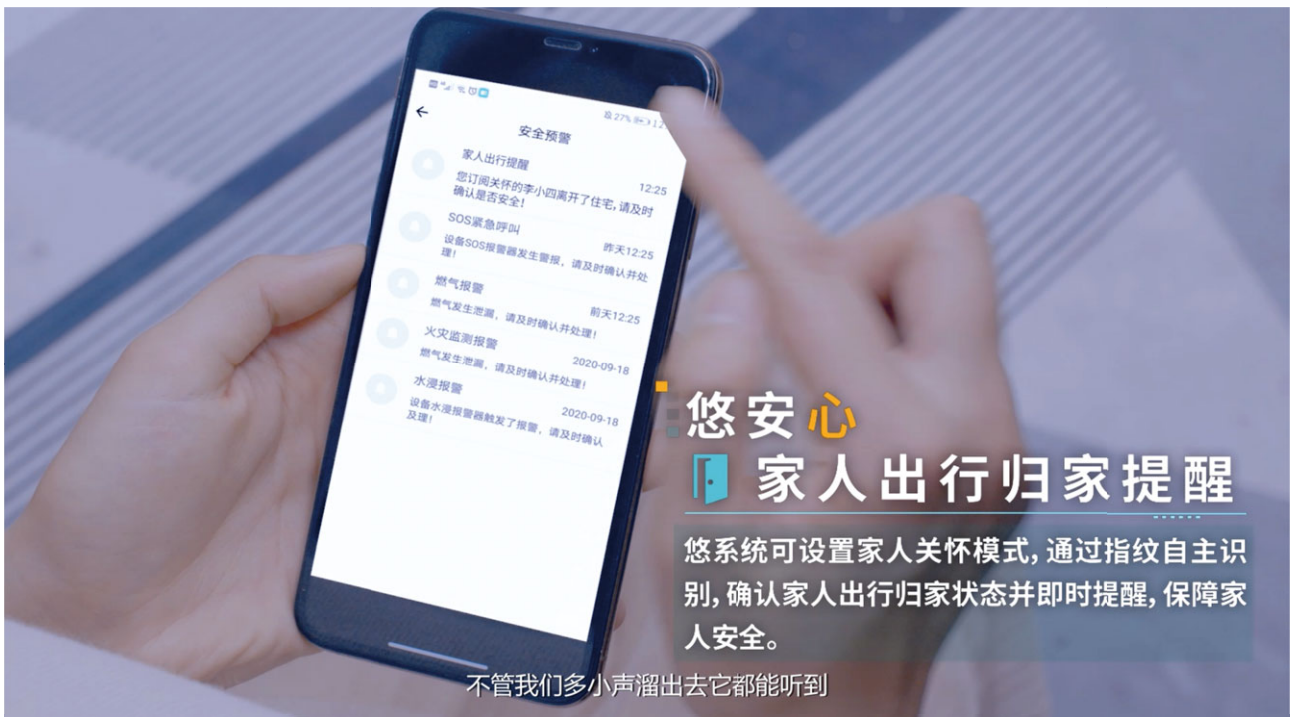 27% 12
安全预警
家人出行提醒
12:25
您订阅关怀的李小四离开了住宅,请及时
确认是否安全!
SOS紧急呼叫
昨天12:25
设备SOS报警器发生警报，请及时确认并处
理!
燃气报警
前天12:25
燃气发生泄漏，请及时确认并处理!
火灾监测报警
2020-09-18
燃气发生泄漏，请及时确认并处理!
水浸报警
2020-09-18
设备水浸报警器触发了报警，请及时确认
及理!
悠安心
家人出行归家提醒
悠系统可设置家人关怀模式,通过指纹自主识
别,确认家人出行归家状态并即时提醒,保障家
人安全。
不管我们多小声溜出去它都能听到